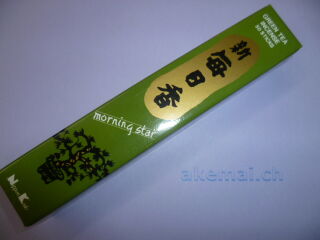 GREEN TEA
INCENSE
50 STICKS
新
毎日香
morning star
akemai.ch